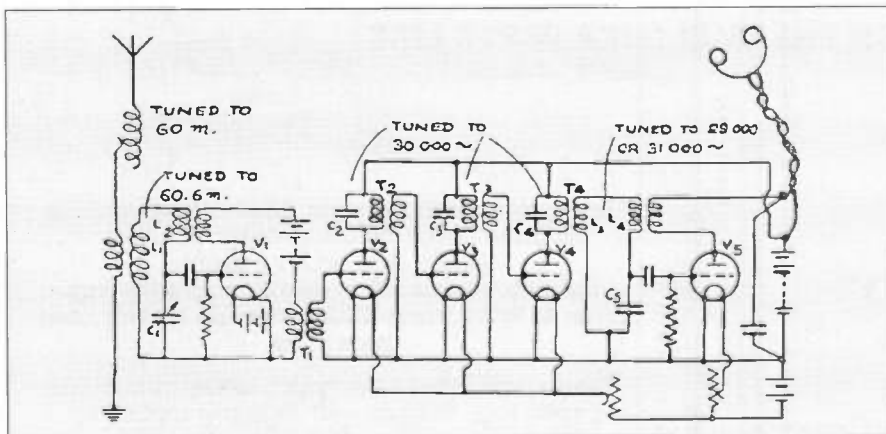 TUNED TO
60 m.
TUNED TO
60.6 m.
TUNED TO
30 000 ~
TUNED TO 29 000
OR 31 000 ~
L2
L1
C1
V1
T1
T2
C2
V2
T3
C3
V3
T4
C4
V4
L3
L4
C5
V5